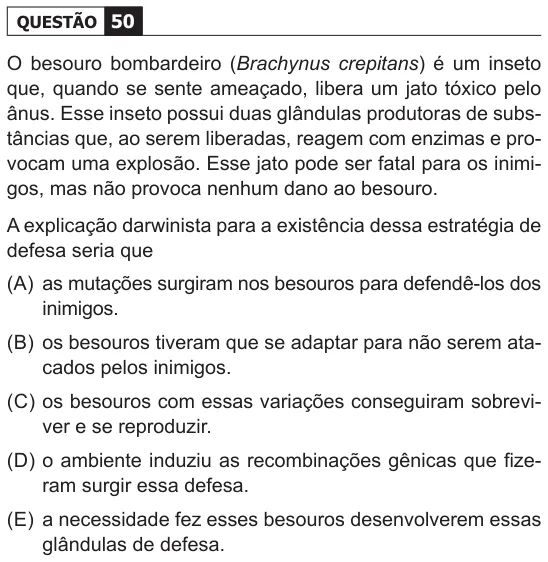 QUESTÃO 50
O besouro bombardeiro (Brachynus crepitans) é um inseto
que, quando se sente ameaçado, libera um jato tóxico pelo
ânus. Esse inseto possui duas glândulas produtoras de subs-
tâncias que, ao serem liberadas, reagem com enzimas e pro-
vocam uma explosão. Esse jato pode ser fatal para os inimi-
gos, mas não provoca nenhum dano ao besouro.
A explicação darwinista para a existência dessa estratégia de
defesa seria que
(A) as mutações surgiram nos besouros para defendê-los dos
inimigos.
(B) os besouros tiveram que se adaptar para não serem ata-
cados pelos inimigos.
(C) os besouros com essas variações conseguiram sobrevi-
ver e se reproduzir.
(D) o ambiente induziu as recombinações gênicas que fize-
ram surgir essa defesa.
(E) a necessidade fez esses besouros desenvolverem essas
glândulas de defesa.